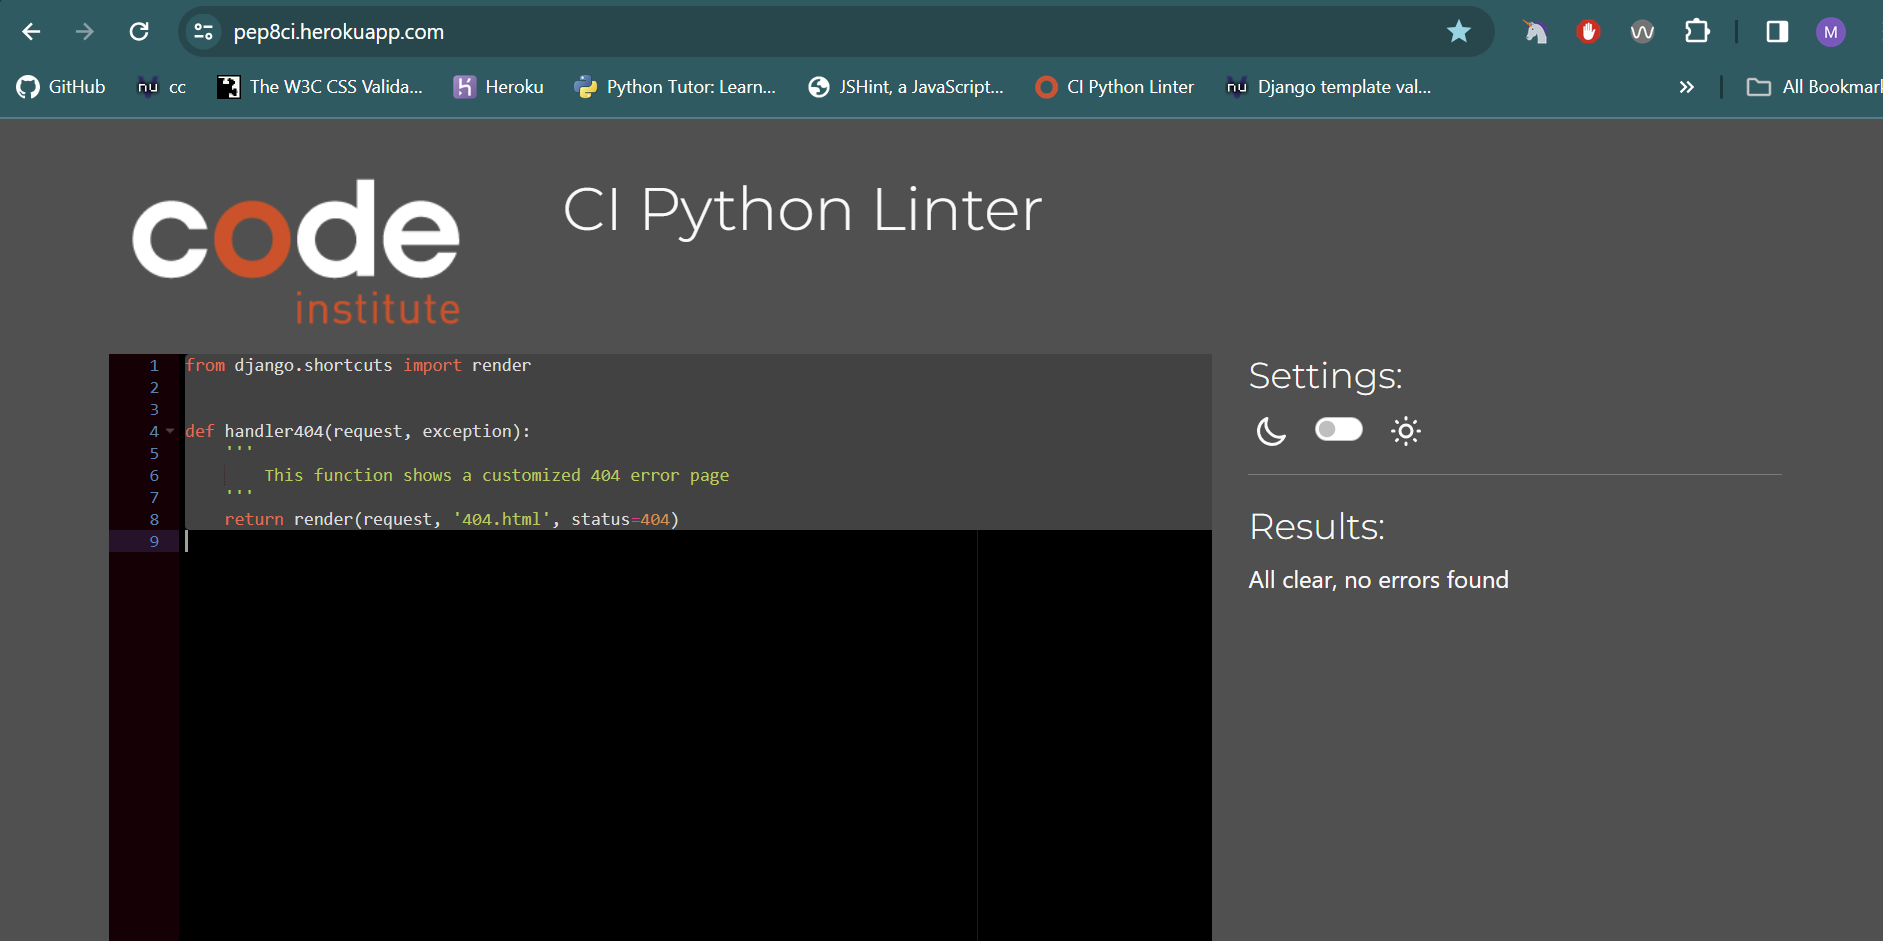 pep8ci.herokuapp.com
M
GitHub
nu cc
The W3C CSS Valida...
Heroku
Python Tutor: Learn...
JSHint, a JavaScript...
CI Python Linter
nu Django template val...
»
All Bookmar
code
institute
CI Python Linter
1 from django.shortcuts import render
2
3
4 def handler404(request, exception):
5     '''
6         This function shows a customized 404 error page
7     '''
8     return render(request, '404.html', status=404)
9
Settings:
Results:
All clear, no errors found